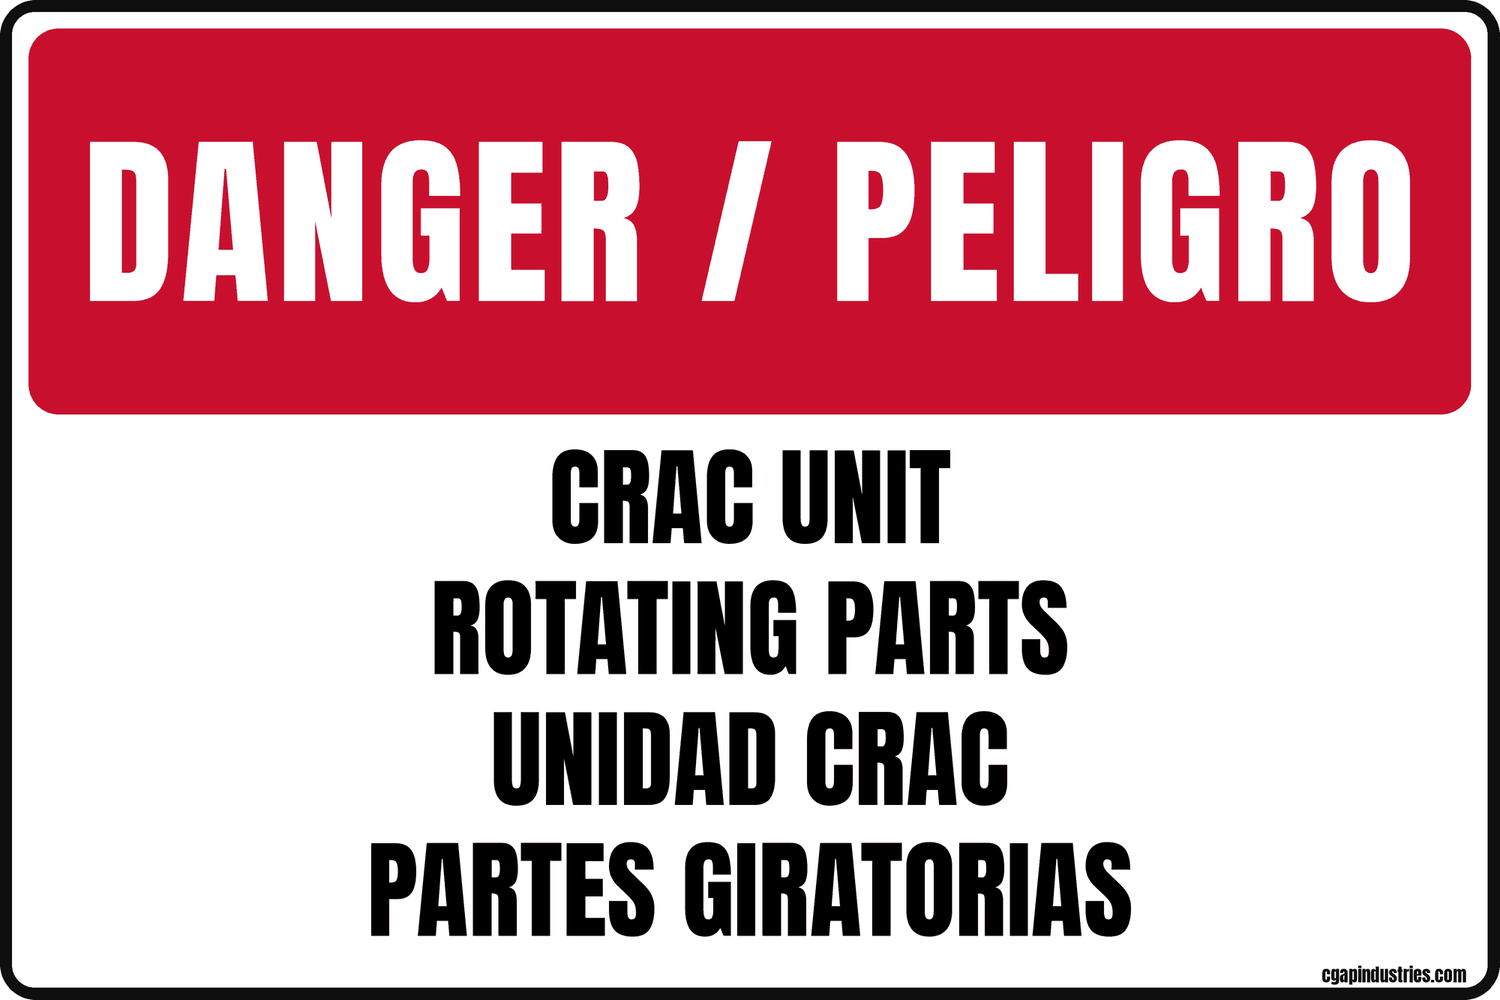 DANGER / PELIGRO
CRAC UNIT
ROTATING PARTS
UNIDAD CRAC
PARTES GIRATORIAS
cgapindustries.com